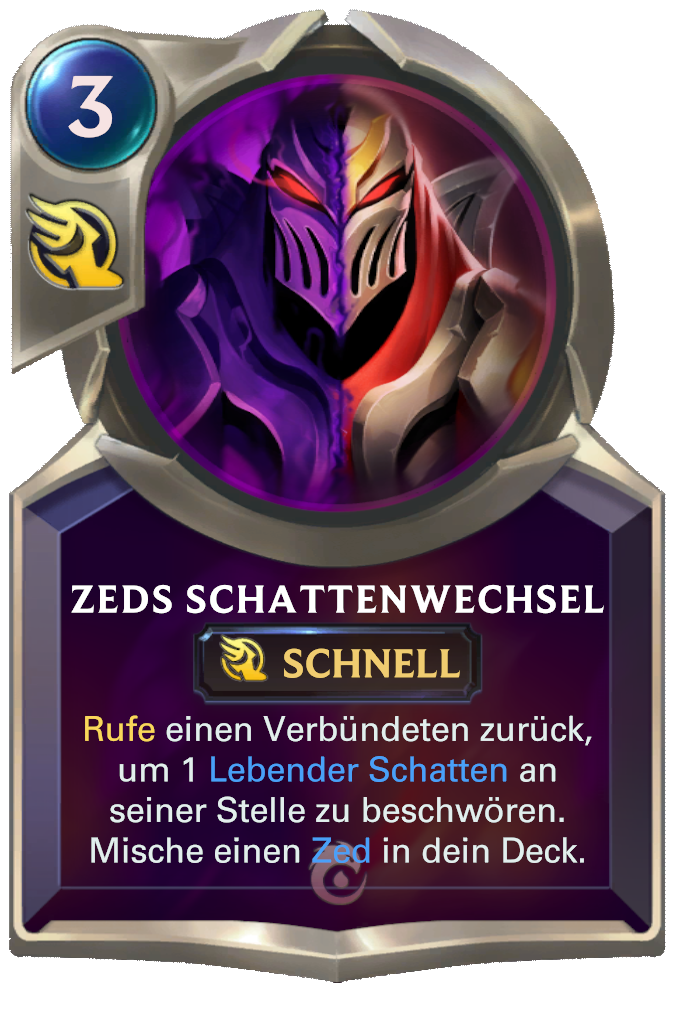 3
ZEDS SCHATTENWECHSEL
SCHNELL
Rufe einen Verbündeten zurück,
um 1 Lebender Schatten an
seiner Stelle zu beschwören.
Mische einen Zed in dein Deck.